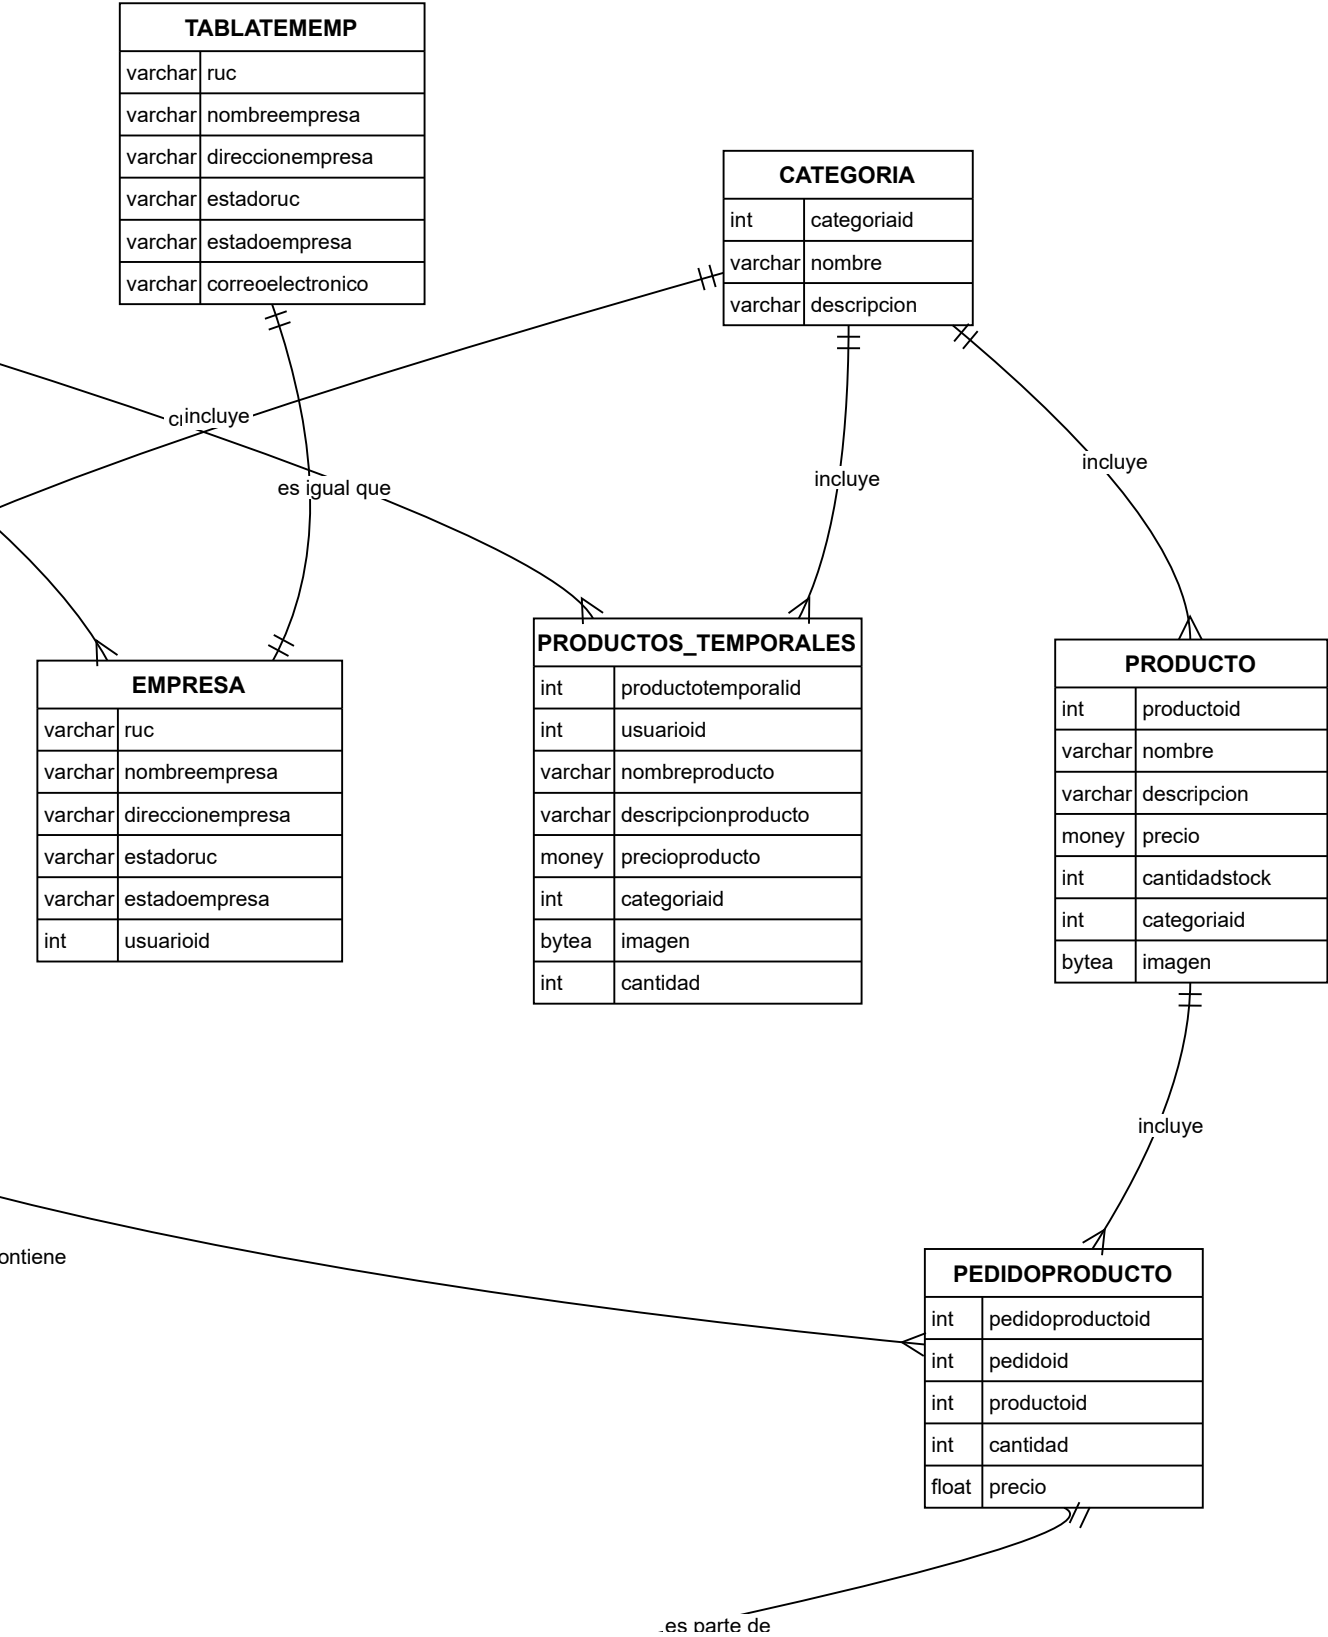 TABLATEMEMP
varchar ruc
varchar nombreempresa
varchar direccionempresa
varchar estadoruc
varchar estadoempresa
varchar correoelectronico
CATEGORIA
int categoriaid
varchar nombre
varchar descripcion
incluye
es igual que
incluye
incluye
EMPRESA
varchar ruc
varchar nombreempresa
varchar direccionempresa
varchar estadoruc
varchar estadoempresa
int usuarioid
PRODUCTOS_TEMPORALES
int productotemporalid
int usuarioid
varchar nombreproducto
varchar descripcionproducto
money precioproducto
int categoriaid
bytea imagen
int cantidad
PRODUCTO
int productoid
varchar nombre
varchar descripcion
money precio
int cantidadstock
int categoriaid
bytea imagen
incluye
ontiene
PEDIDOPRODUCTO
int pedidoproductoid
int pedidoid
int productoid
int cantidad
float precio
es parte de